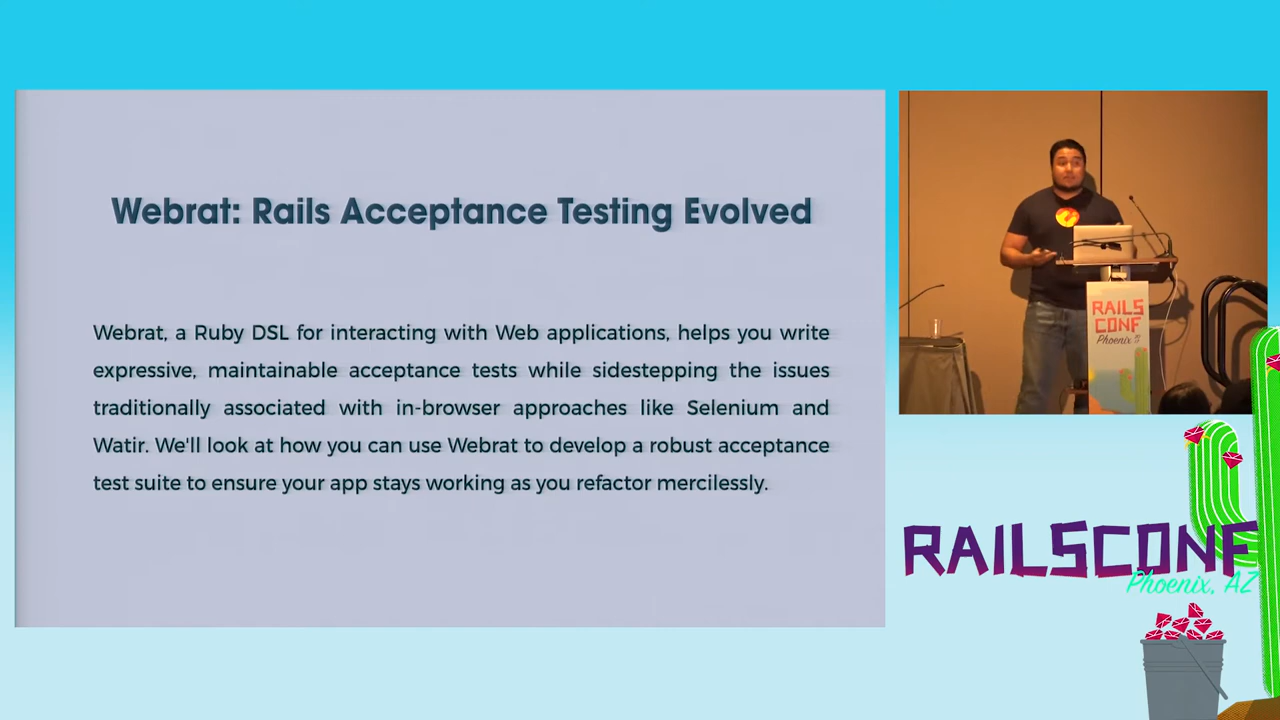 Webrat: Rails Acceptance Testing Evolved
Webrat, a Ruby DSL for interacting with Web applications, helps you write
expressive, maintainable acceptance tests while sidestepping the issues
traditionally associated with in-browser approaches like Selenium and
Watir. We'll look at how you can use Webrat to develop a robust acceptance
test suite to ensure your app stays working as you refactor mercilessly.
RAILS
CONF
Phoenix
RAILSCONF
Phoenix, AZ